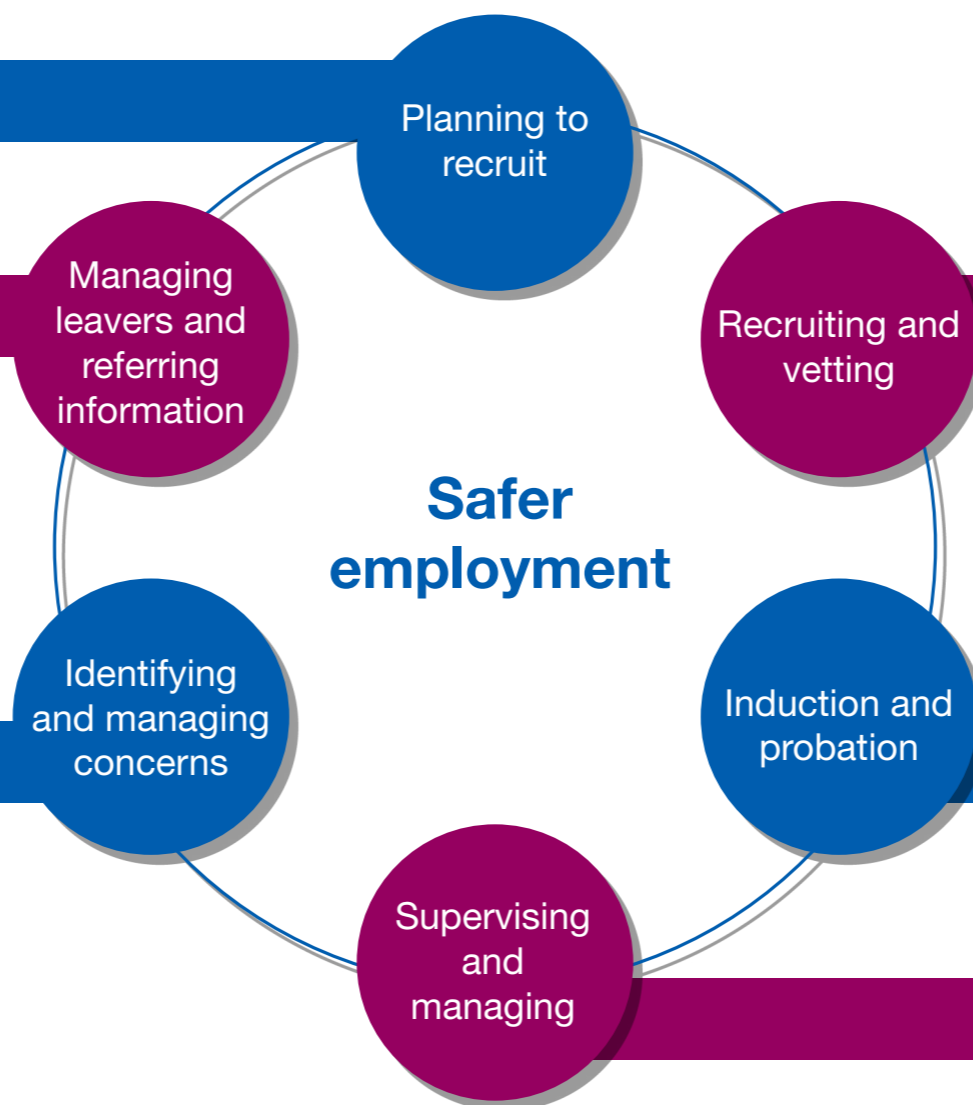 Planning to
recruit
Recruiting and
vetting
Induction and
probation
Supervising
and
managing
Identifying
and managing
concerns
Managing
leavers and
referring
information
Safer
employment